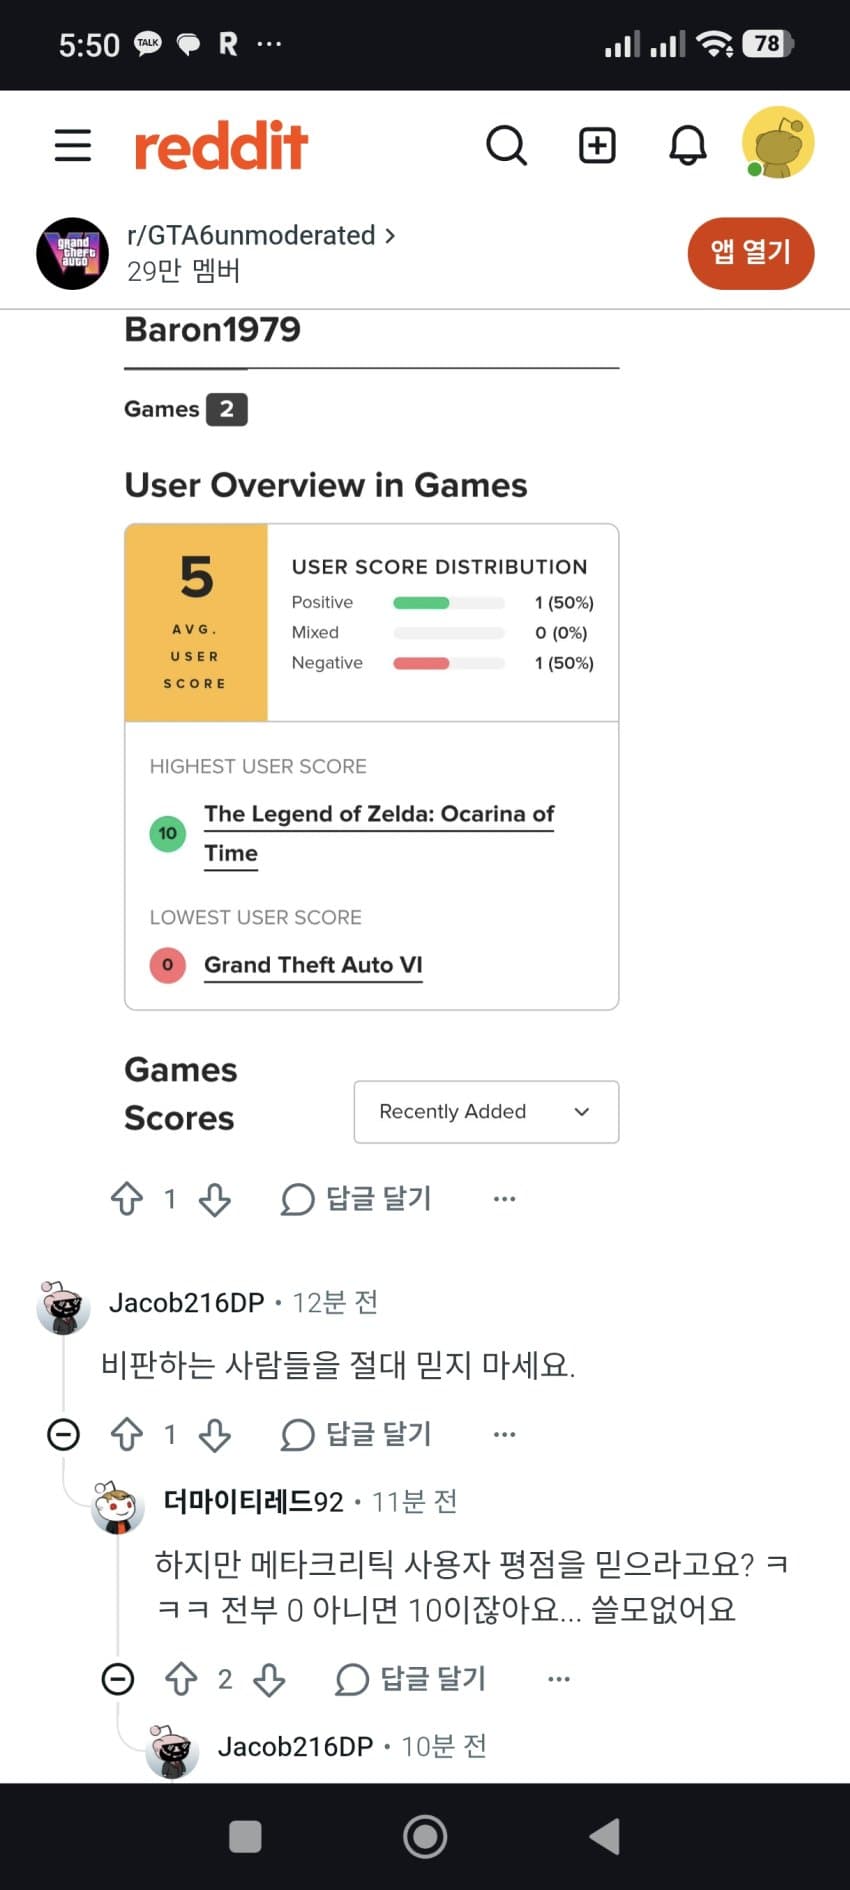 5:50 TALK R ... 78
reddit
grand theft auto VI
r/GTA6unmoderated >
29만 멤버
앱 열기
Baron1979
Games 2
User Overview in Games
5
AVG.
USER
SCORE
USER SCORE DISTRIBUTION
Positive 1 (50%)
Mixed 0 (0%)
Negative 1 (50%)
HIGHEST USER SCORE
10 The Legend of Zelda: Ocarina of
Time
LOWEST USER SCORE
0 Grand Theft Auto VI
Games
Scores
Recently Added
1 답글 달기 ...
Jacob216DP • 12분 전
비판하는 사람들을 절대 믿지 마세요.
1 답글 달기 ...
더마이티레드92 • 11분 전
하지만 메타크리틱 사용자 평점을 믿으라고요? ㅋ
ㅋㅋ 전부 0 아니면 10이잖아요... 쓸모없어요
2 답글 달기 ...
Jacob216DP • 10분 전